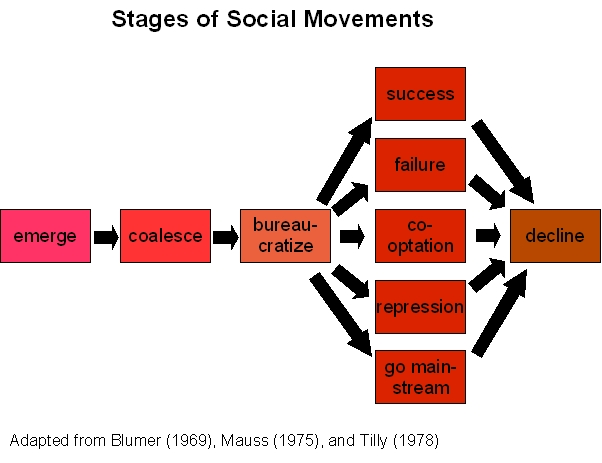 Stages of Social Movements
success
failure
emerge
coalesce
bureau-
cratize
co-
optation
decline
repression
go main-
stream
Adapted from Blumer (1969), Mauss (1975), and Tilly (1978)